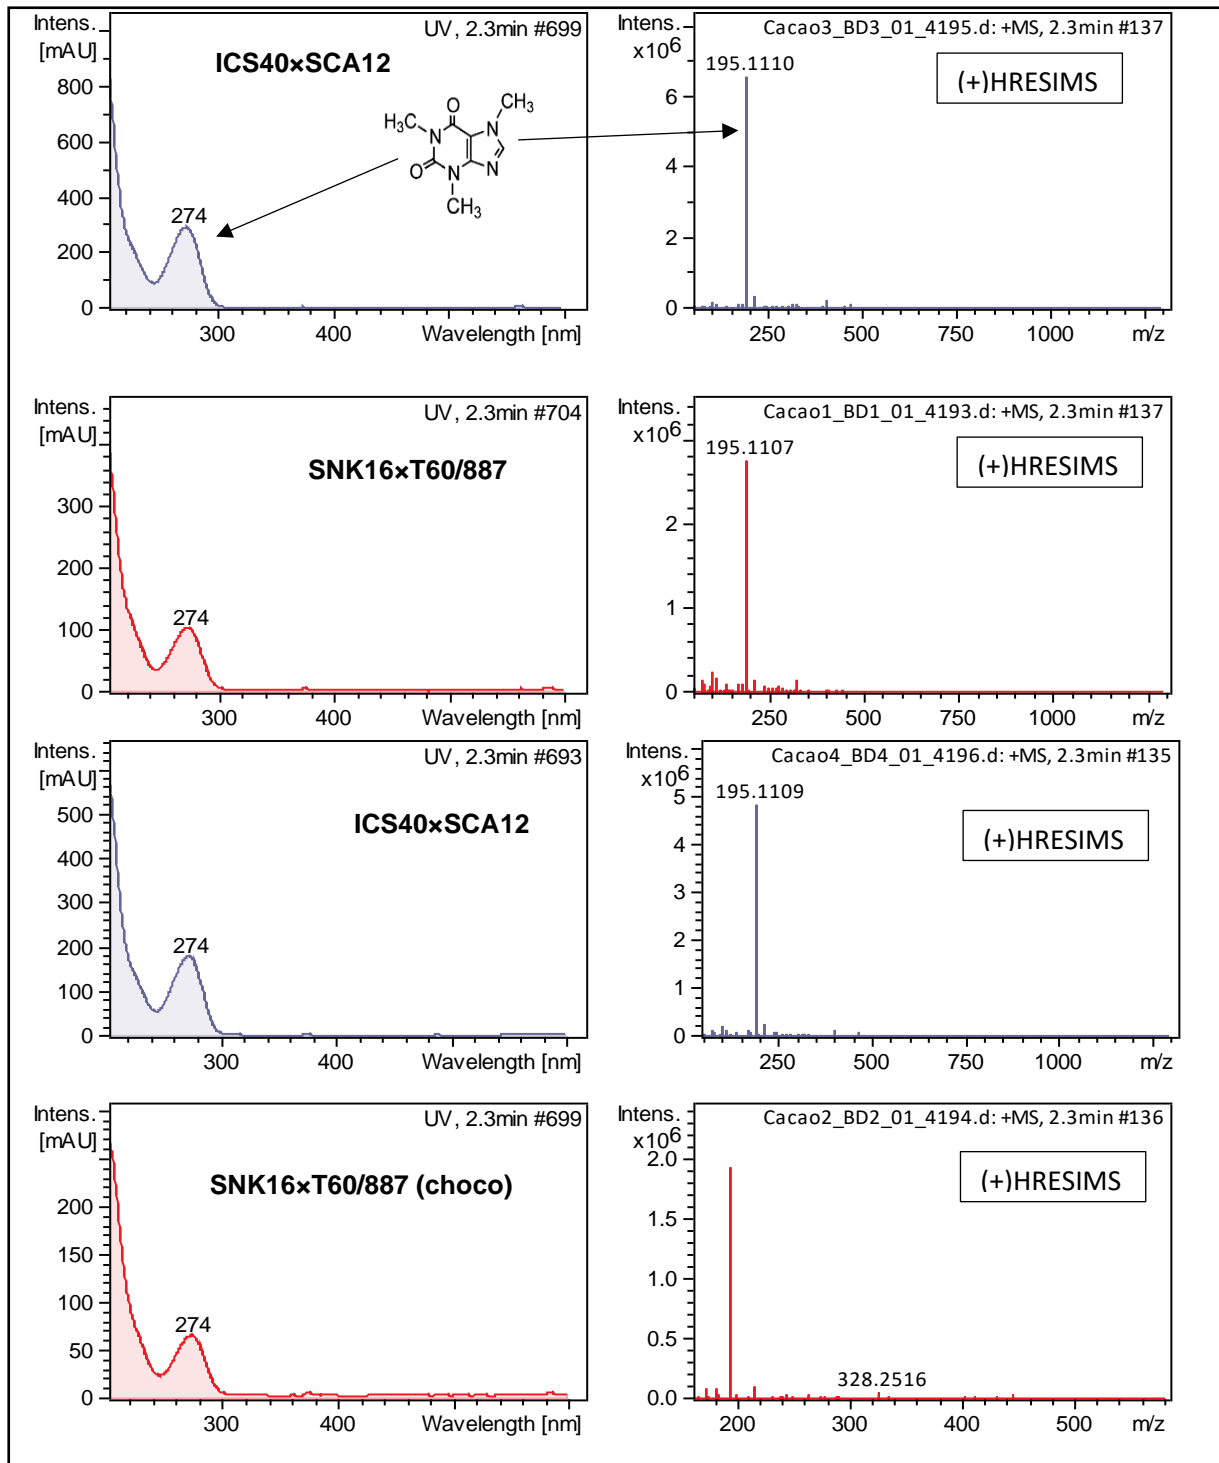 Intens.
[mAU]
UV, 2.3min #699
ICS40×SCA12
800
600
400
200
0
274
300
400
Wavelength [nm]
H₃C
O
CH₃
N
N
O
N
N
CH₃
Intens.
x10⁶
Cacao3_BD3_01_4195.d: +MS, 2.3min #137
195.1110
(+)HRESIMS
6
4
2
0
250
500
750
1000
m/z
Intens.
[mAU]
UV, 2.3min #704
SNK16×T60/887
300
200
100
0
274
300
400
Wavelength [nm]
Intens.
x10⁶
Cacao1_BD1_01_4193.d: +MS, 2.3min #137
195.1107
(+)HRESIMS
2
1
0
250
500
750
1000
m/z
Intens.
[mAU]
UV, 2.3min #693
ICS40×SCA12
500
400
300
200
100
0
274
300
400
Wavelength [nm]
Intens.
x10⁶
Cacao4_BD4_01_4196.d: +MS, 2.3min #135
195.1109
(+)HRESIMS
5
4
3
2
1
0
250
500
750
1000
m/z
Intens.
[mAU]
UV, 2.3min #699
SNK16×T60/887 (choco)
200
150
100
50
0
274
300
400
Wavelength [nm]
Intens.
x10⁶
Cacao2_BD2_01_4194.d: +MS, 2.3min #136
(+)HRESIMS
2.0
1.5
1.0
0.5
0.0
328.2516
200
300
400
500
m/z